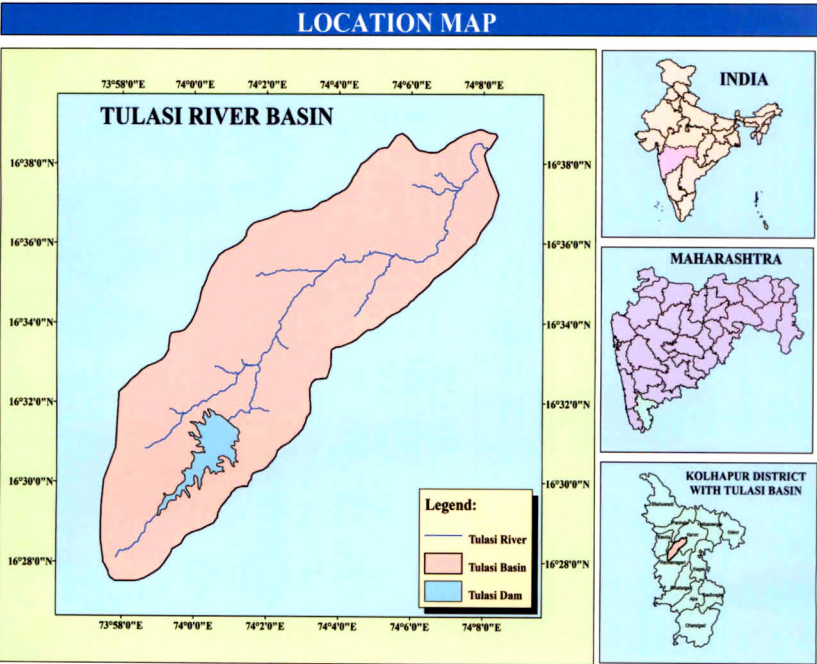 LOCATION MAP
73°58'0"E 74°0'0"E 74°2'0"E 74°4'0"E 74°6'0"E 74°8'0"E
TULASI RIVER BASIN
16°38'0"N 16°38'0"N
16°36'0"N 16°36'0"N
16°34'0"N 16°34'0"N
16°32'0"N 16°32'0"N
16°30'0"N 16°30'0"N
16°28'0"N 16°28'0"N
Legend:
Tulasi River
Tulasi Basin
Tulasi Dam
73°58'0"E 74°0'0"E 74°2'0"E 74°4'0"E 74°6'0"E 74°8'0"E
INDIA
MAHARASHTRA
KOLHAPUR DISTRICT
WITH TULASI BASIN
Chandgad